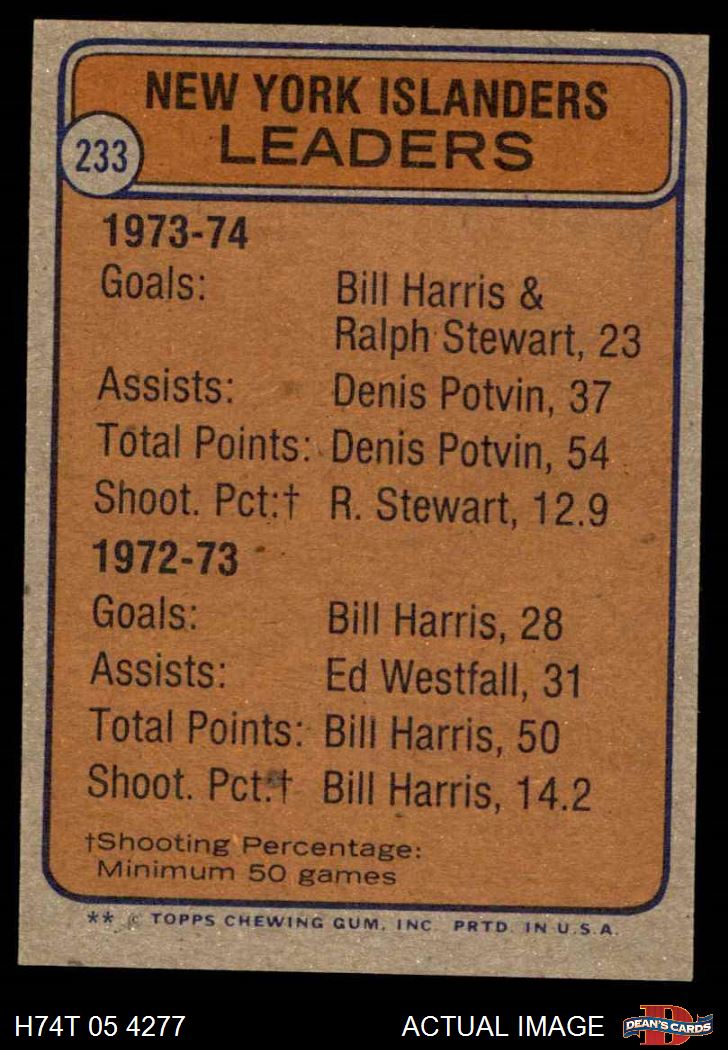 NEW YORK ISLANDERS
LEADERS
233
1973-74
Goals: Bill Harris &
Ralph Stewart, 23
Assists: Denis Potvin, 37
Total Points: Denis Potvin, 54
Shoot. Pct:† R. Stewart, 12.9
1972-73
Goals: Bill Harris, 28
Assists: Ed Westfall, 31
Total Points: Bill Harris, 50
Shoot. Pct:† Bill Harris, 14.2
†Shooting Percentage:
Minimum 50 games
** © TOPPS CHEWING GUM, INC PRTD. IN U.S.A.
H74T 05 4277 ACTUAL IMAGE D DEAN'S CARDS